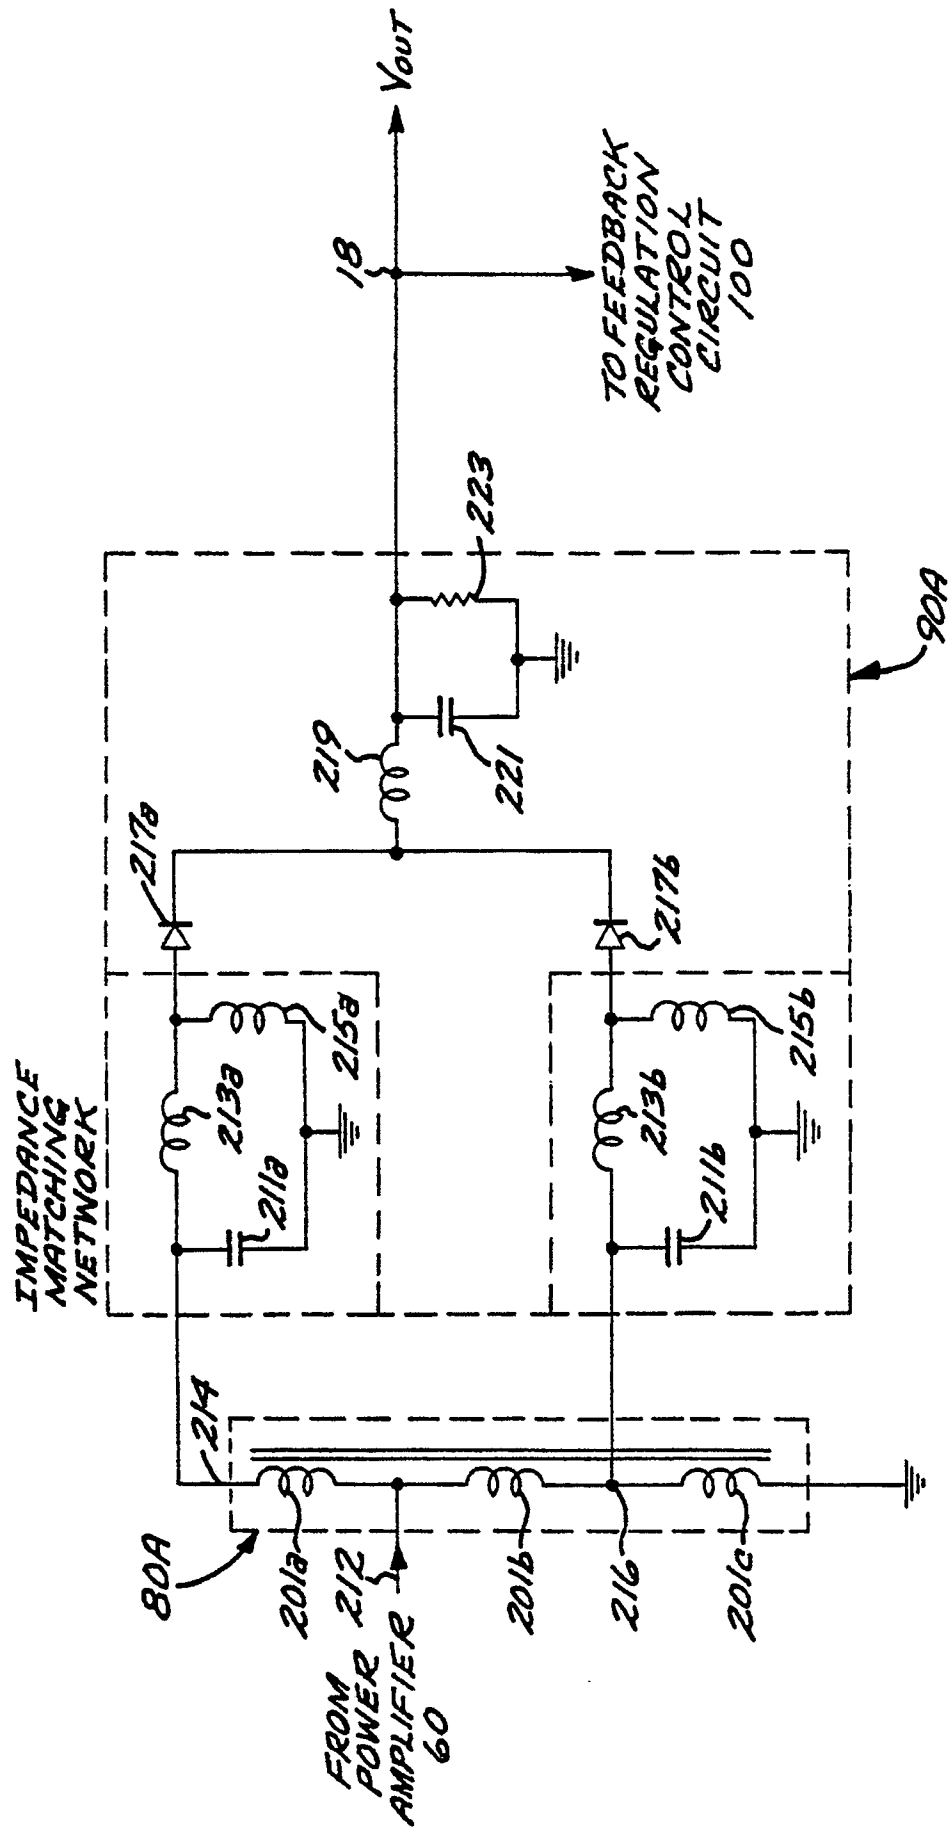 IMPEDANCE
MATCHING
NETWORK
80A
214
201a
FROM
POWER
AMPLIFIER
60
212
201b
216
201c
211a
213a
215a
217a
211b
213b
215b
217b
219
221
223
90A
18
VOUT
TO FEEDBACK
REGULATION
CONTROL
CIRCUIT
100